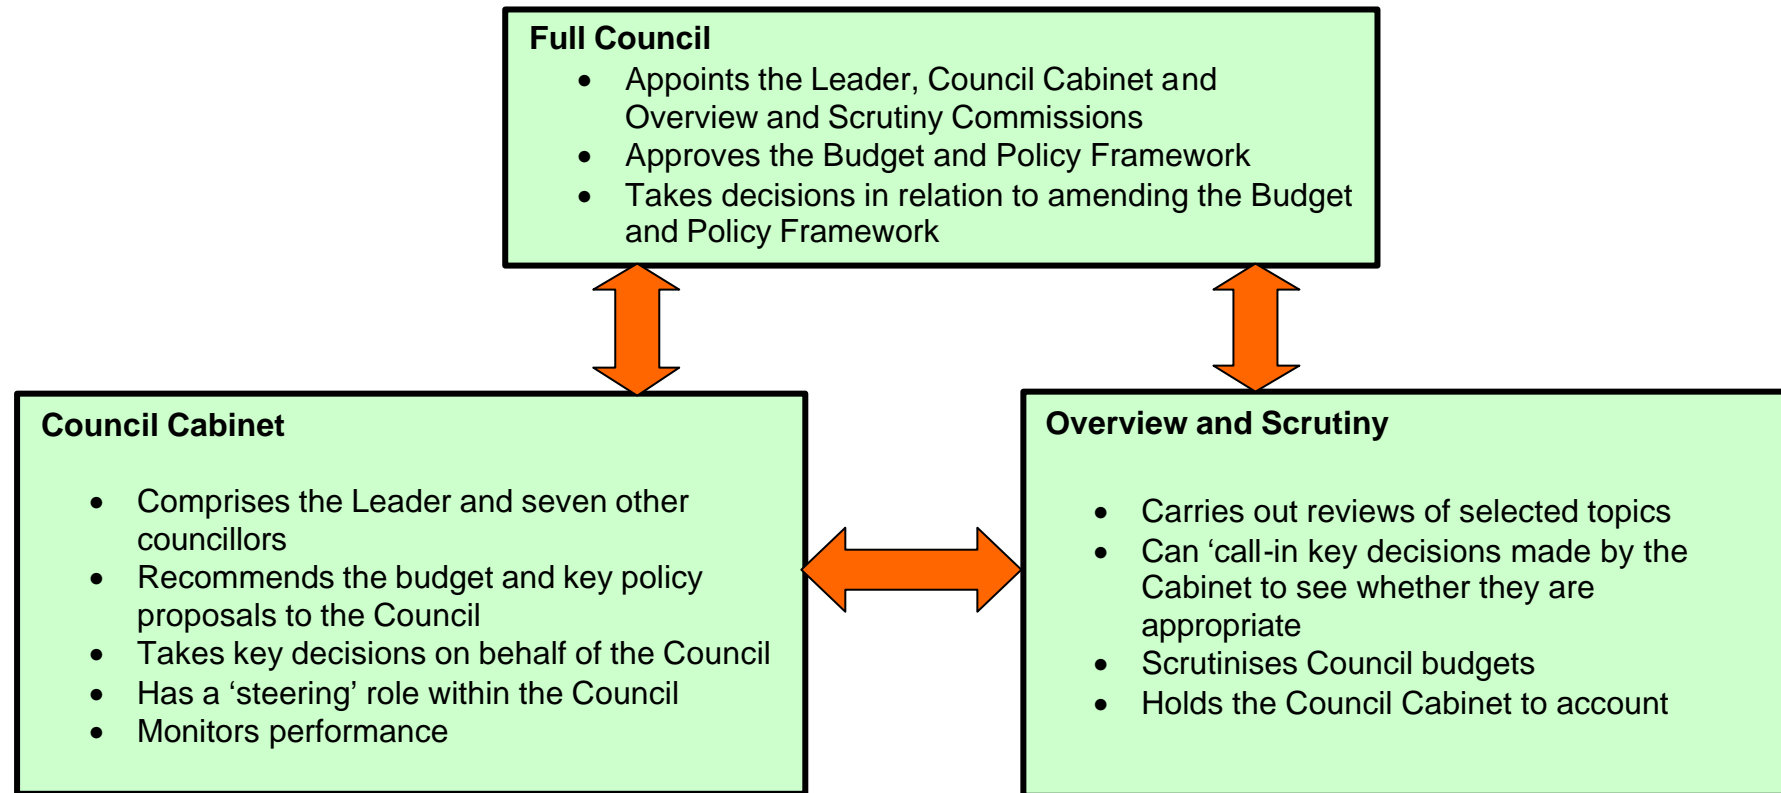 Full Council
• Appoints the Leader, Council Cabinet and
Overview and Scrutiny Commissions
• Approves the Budget and Policy Framework
• Takes decisions in relation to amending the Budget
and Policy Framework
Council Cabinet
• Comprises the Leader and seven other
councillors
• Recommends the budget and key policy
proposals to the Council
• Takes key decisions on behalf of the Council
• Has a ‘steering’ role within the Council
• Monitors performance
Overview and Scrutiny
• Carries out reviews of selected topics
• Can ‘call-in key decisions made by the
Cabinet to see whether they are
appropriate
• Scrutinises Council budgets
• Holds the Council Cabinet to account